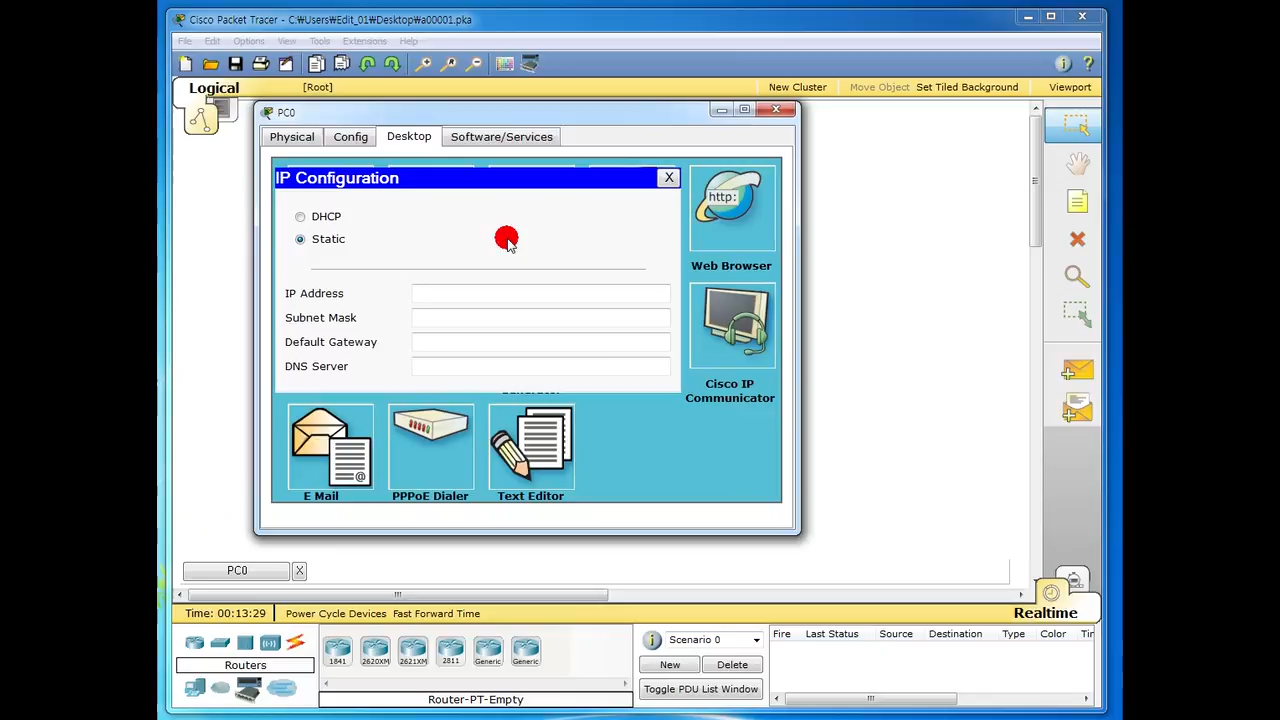 Cisco Packet Tracer - C:\Users\Edit_01\Desktop\a00001.pka
File Edit Options View Tools Extensions Help
Logical
[Root]
New Cluster
Move Object
Set Tiled Background
Viewport
PC0
Physical
Config
Desktop
Software/Services
IP Configuration
X
DHCP
Static
IP Address
Subnet Mask
Default Gateway
DNS Server
http:
Web Browser
Cisco IP
Communicator
E Mail
PPPoE Dialer
Text Editor
PC0
X
Time: 00:13:29
Power Cycle Devices Fast Forward Time
Realtime
Routers
1841
2620XM
2621XM
2811
Generic
Generic
Router-PT-Empty
Scenario 0
New
Delete
Toggle PDU List Window
Fire
Last Status
Source
Destination
Type
Color